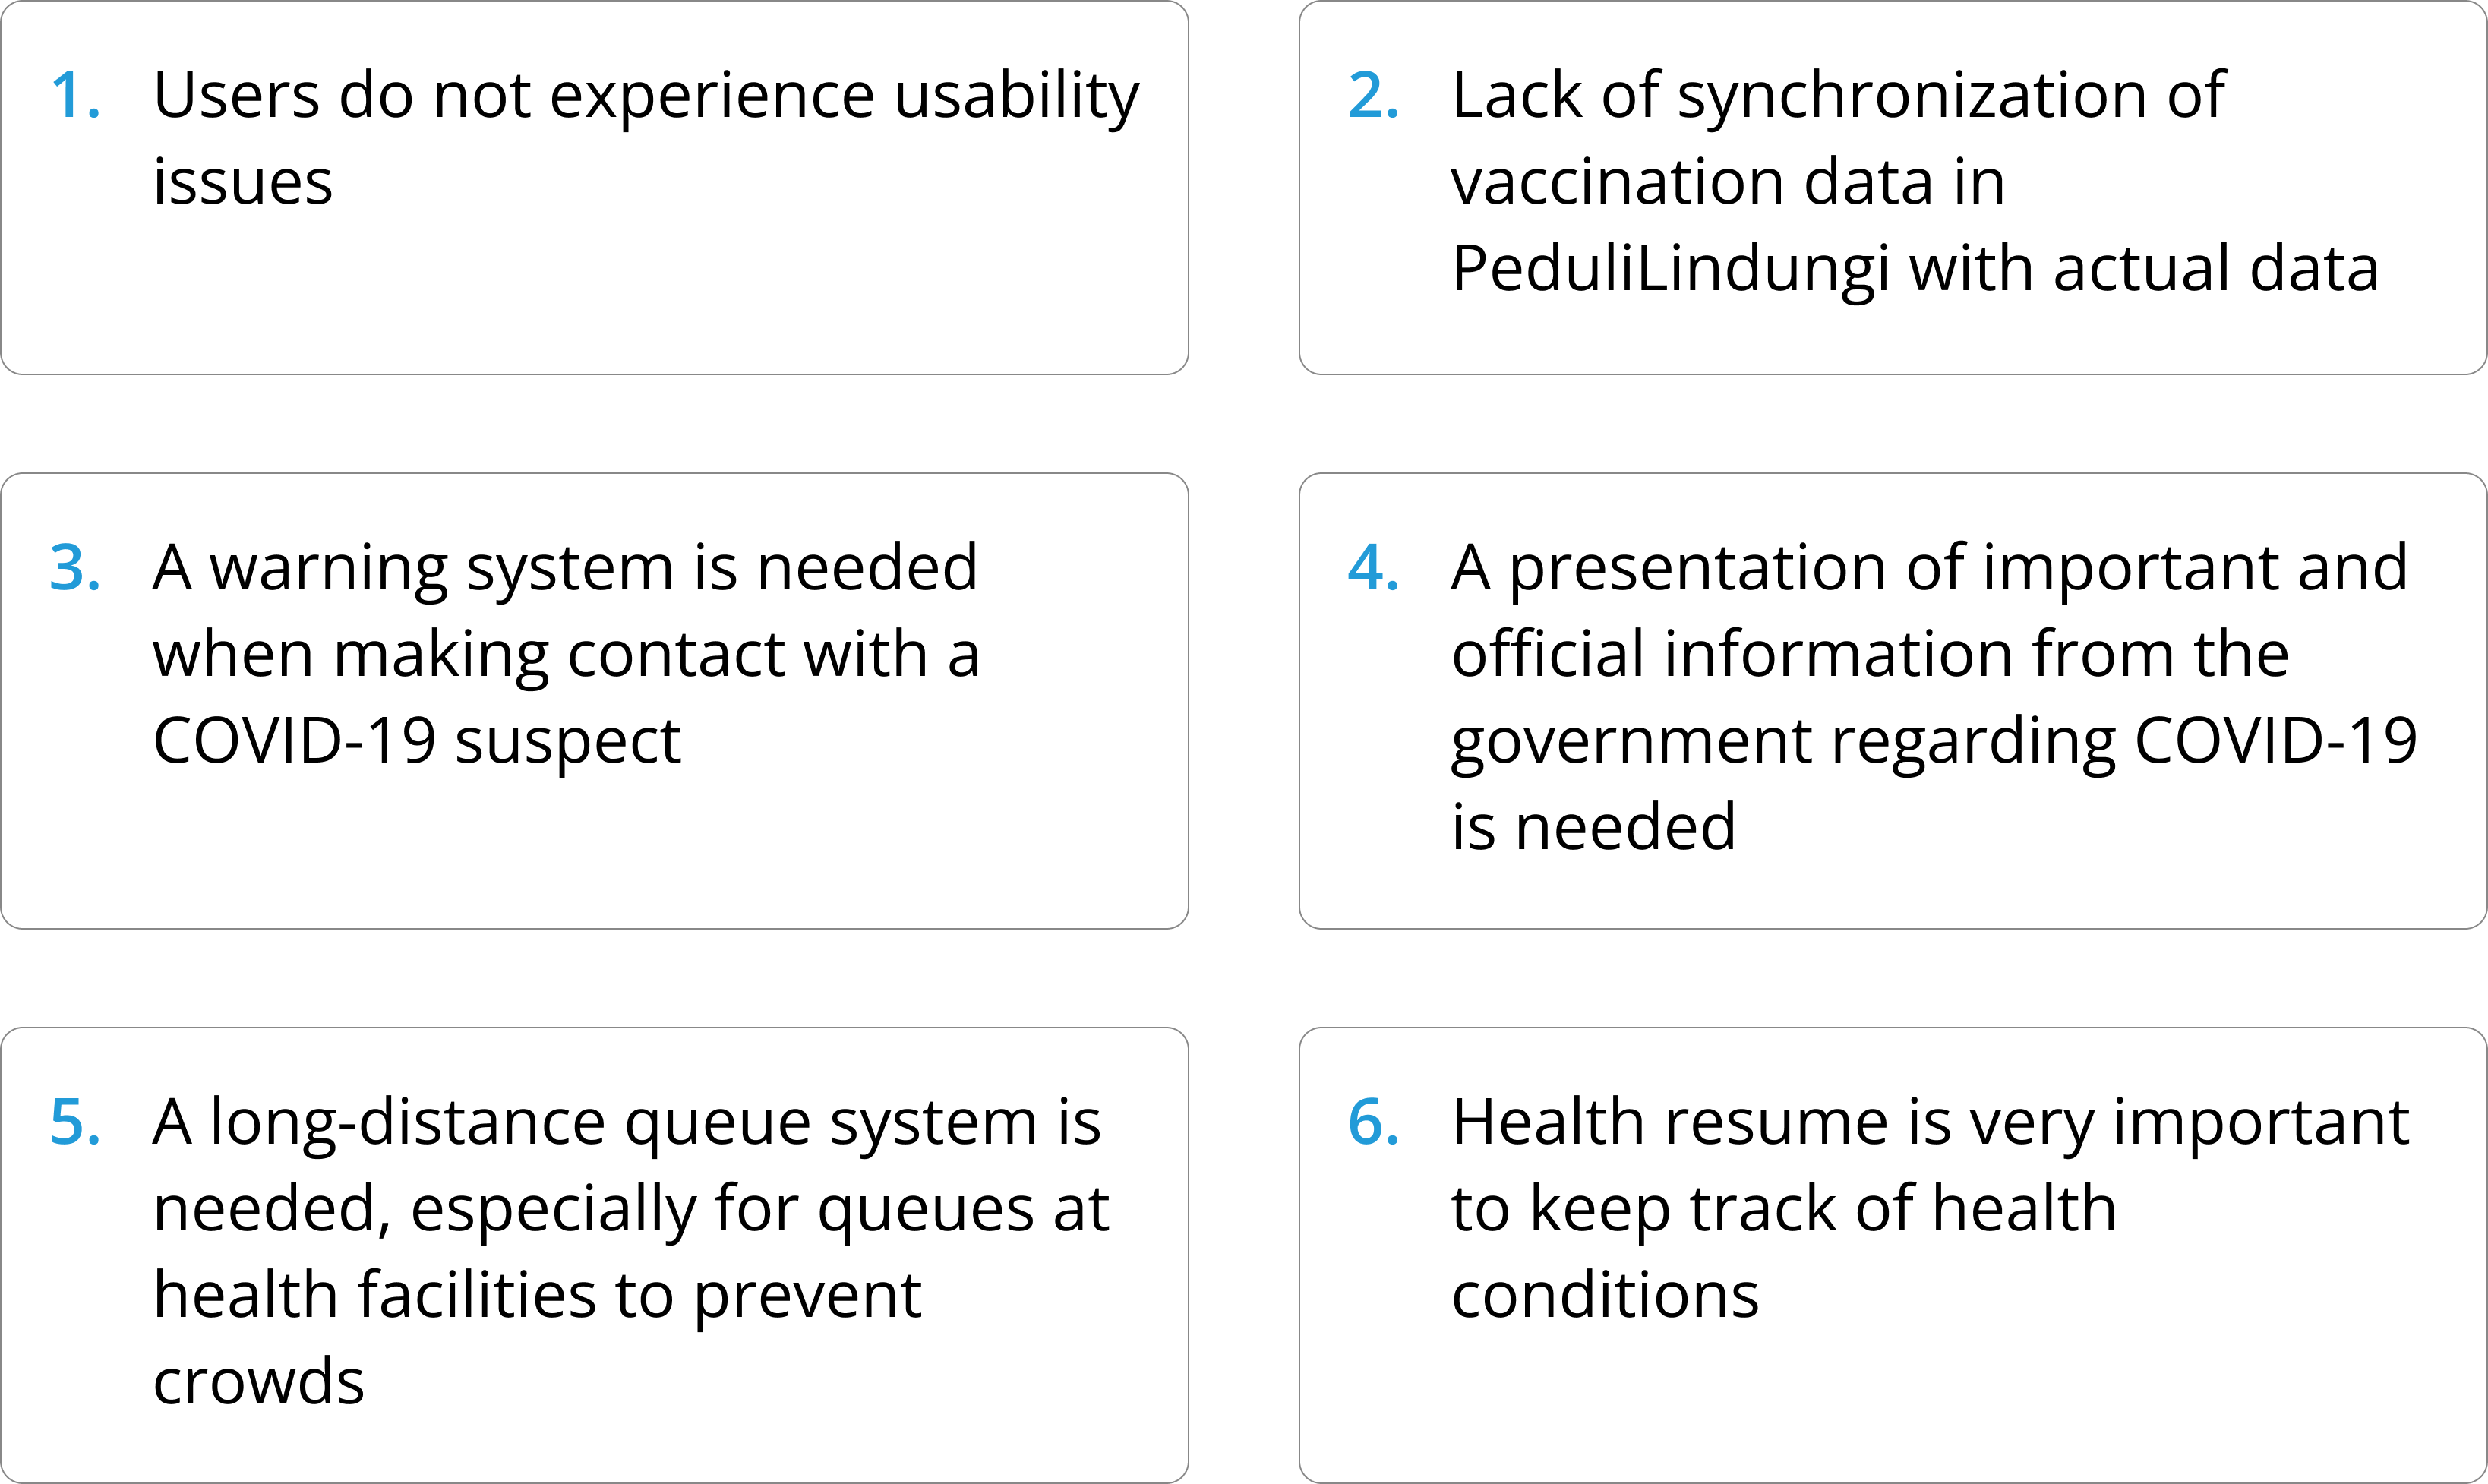 1. Users do not experience usability
issues
2. Lack of synchronization of
vaccination data in
PeduliLindungi with actual data
3. A warning system is needed
when making contact with a
COVID-19 suspect
4. A presentation of important and
official information from the
government regarding COVID-19
is needed
5. A long-distance queue system is
needed, especially for queues at
health facilities to prevent
crowds
6. Health resume is very important
to keep track of health
conditions